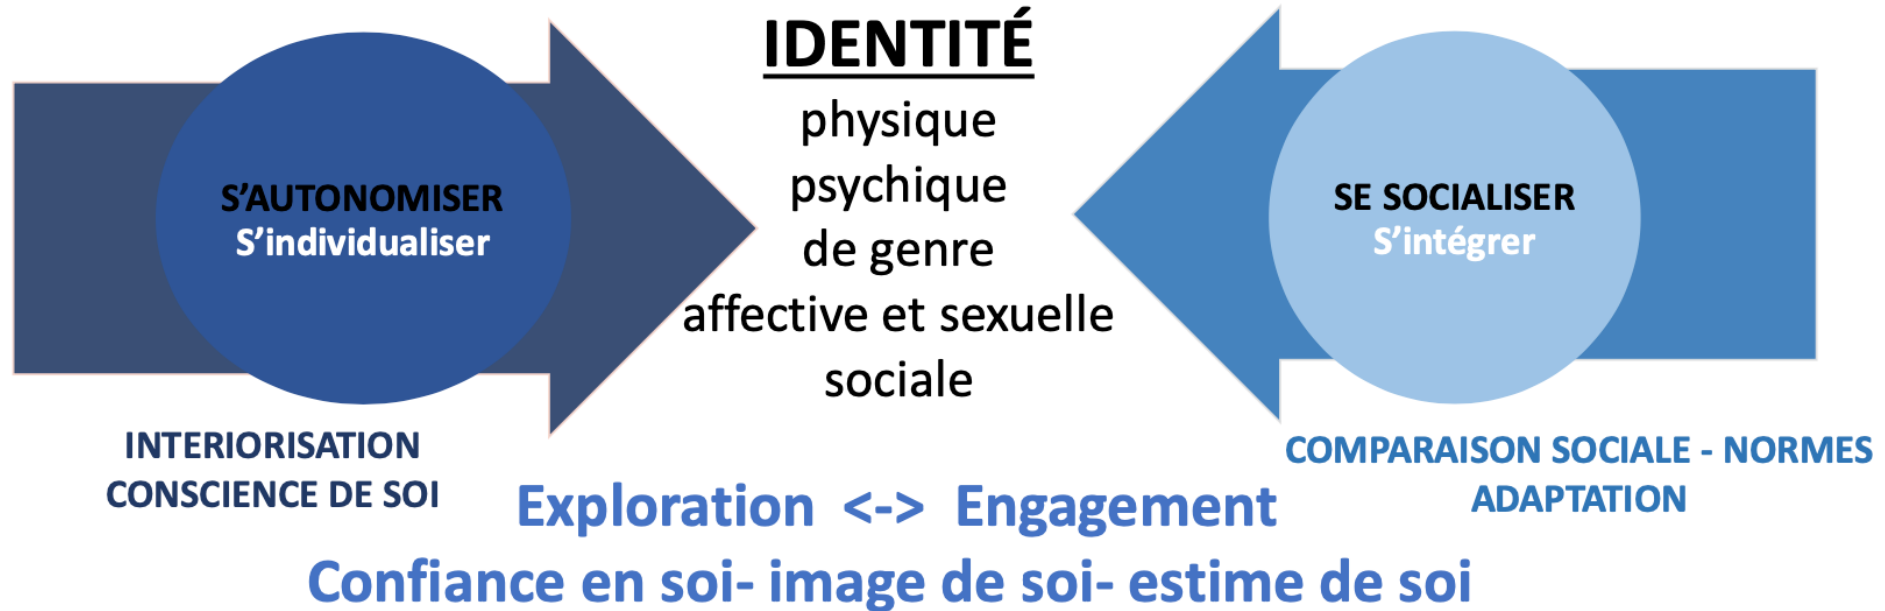 IDENTITÉ
physique
psychique
de genre
affective et sexuelle
sociale
S'AUTONOMISER
S'individualiser
SE SOCIALISER
S'intégrer
INTERIORISATION
CONSCIENCE DE SOI
COMPARAISON SOCIALE - NORMES
ADAPTATION
Exploration <-> Engagement
Confiance en soi- image de soi- estime de soi